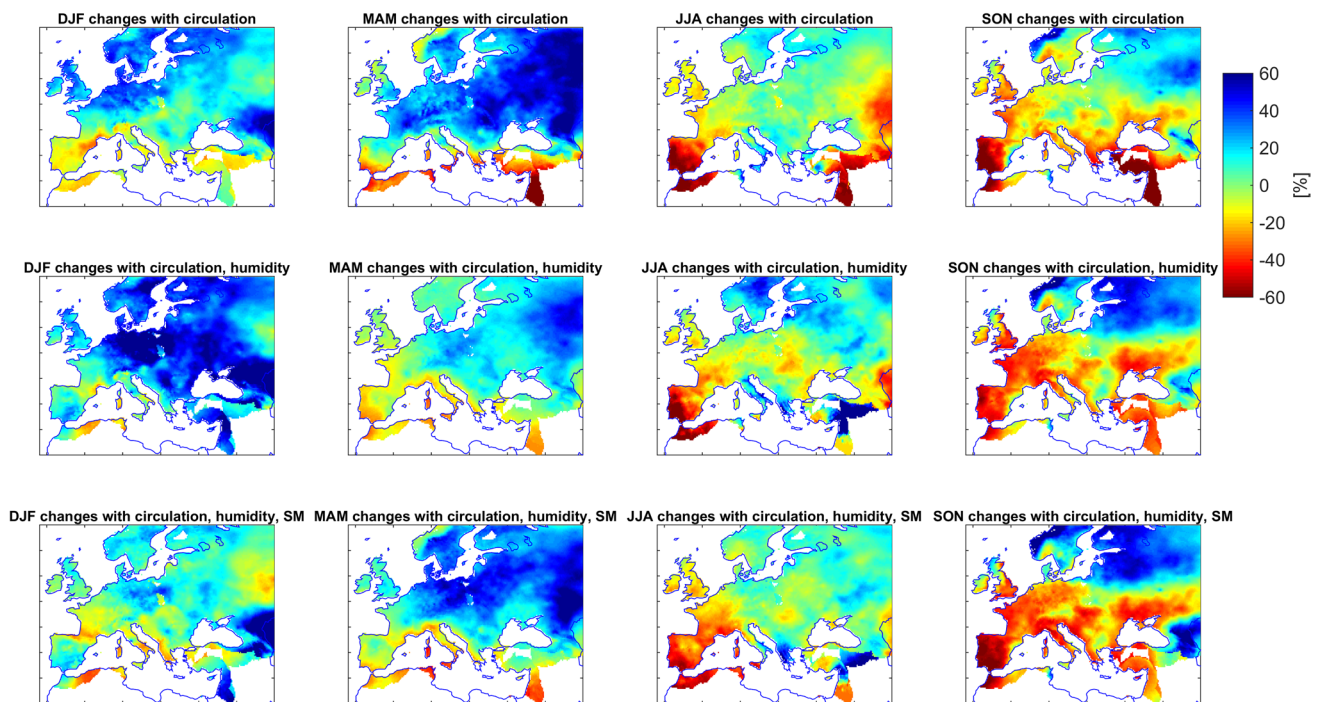 DJF changes with circulation
MAM changes with circulation
JJA changes with circulation
SON changes with circulation
60
40
20
0
-20
-40
-60
[%]
DJF changes with circulation, humidity
MAM changes with circulation, humidity
JJA changes with circulation, humidity
SON changes with circulation, humidity
DJF changes with circulation, humidity, SM
MAM changes with circulation, humidity, SM
JJA changes with circulation, humidity, SM
SON changes with circulation, humidity, SM